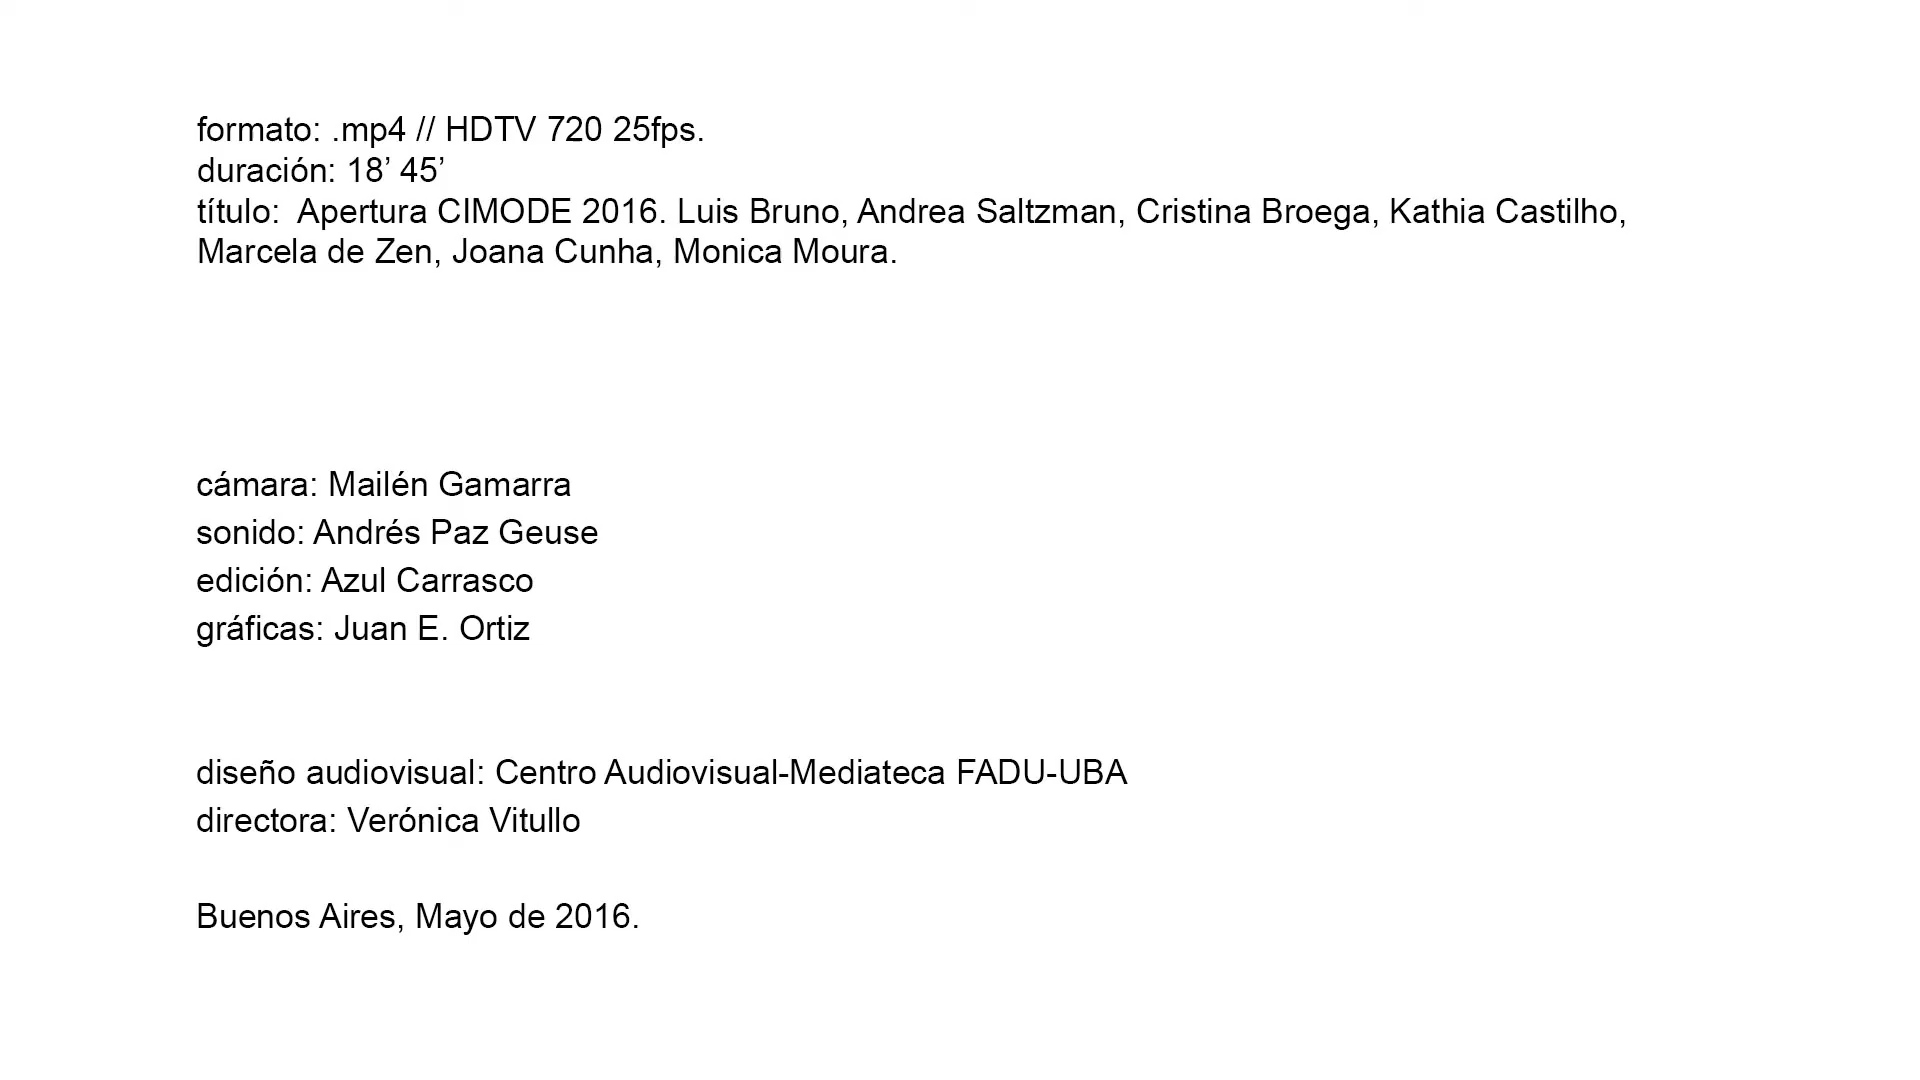 formato: .mp4 // HDTV 720 25fps.
duración: 18’ 45’
título:  Apertura CIMODE 2016. Luis Bruno, Andrea Saltzman, Cristina Broega, Kathia Castilho,
Marcela de Zen, Joana Cunha, Monica Moura.
cámara: Mailén Gamarra
sonido: Andrés Paz Geuse
edición: Azul Carrasco
gráficas: Juan E. Ortiz
diseño audiovisual: Centro Audiovisual-Mediateca FADU-UBA
directora: Verónica Vitullo
Buenos Aires, Mayo de 2016.